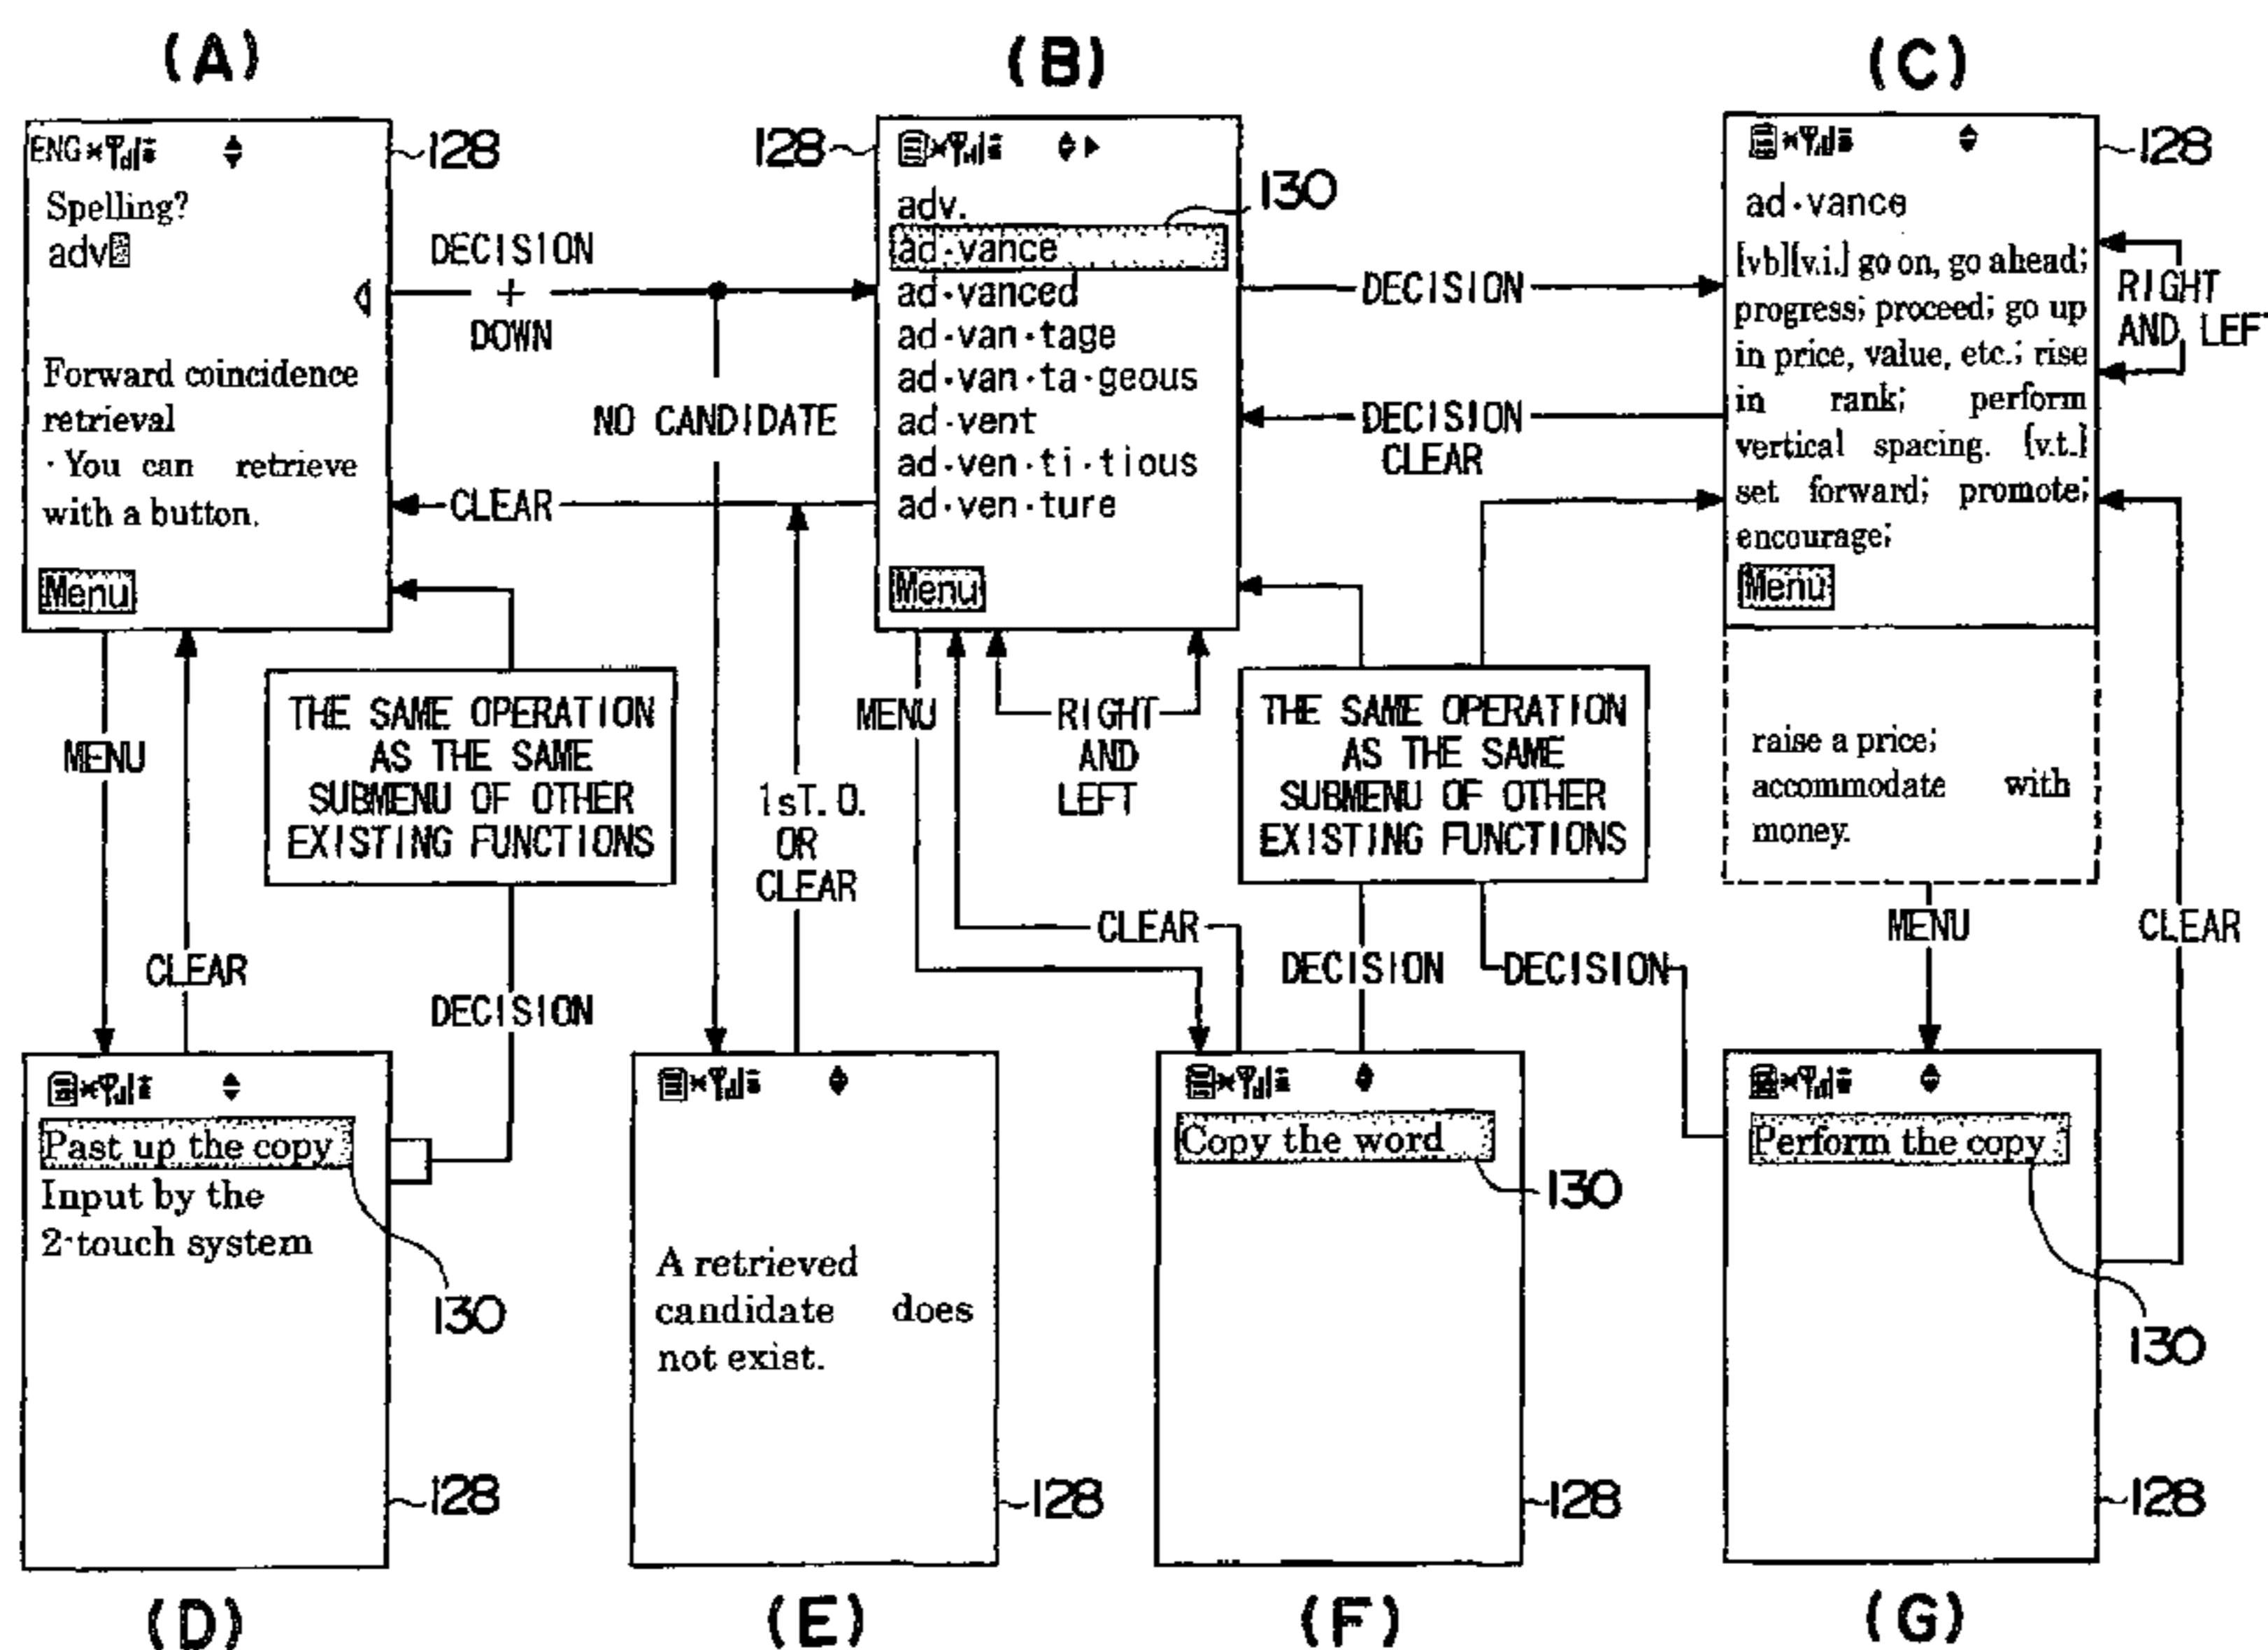 (A)
ENG
128
Spelling?
adv
Forward coincidence
retrieval
· You can retrieve
with a button.
Menu
DECISION
+
DOWN
NO CANDIDATE
CLEAR
(B)
128
130
adv.
ad·vance
ad·vanced
ad·van·tage
ad·van·ta·geous
ad·vent
ad·ven·ti·tious
ad·ven·ture
Menu
DECISION
DECISION
CLEAR
(C)
128
ad·vance
[vb][v.i.] go on, go ahead;
progress; proceed; go up
in price, value, etc.; rise
in rank; perform
vertical spacing. {v.t.}
set forward; promote;
encourage;
Menu
raise a price;
accommodate with
money.
RIGHT
AND LEFT
MENU
CLEAR
THE SAME OPERATION
AS THE SAME
SUBMENU OF OTHER
EXISTING FUNCTIONS
DECISION
1sT. O.
OR
CLEAR
MENU
RIGHT
AND
LEFT
CLEAR
THE SAME OPERATION
AS THE SAME
SUBMENU OF OTHER
EXISTING FUNCTIONS
DECISION
DECISION
MENU
CLEAR
Past up the copy
Input by the
2-touch system
130
128
(D)
A retrieved
candidate does
not exist.
128
(E)
Copy the word
130
128
(F)
Perform the copy
130
128
(G)